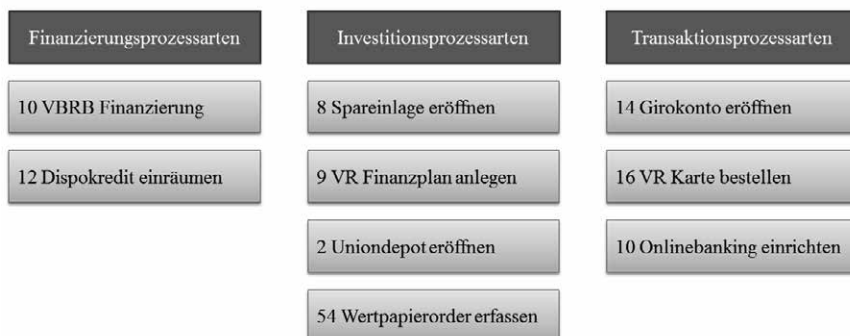 Finanzierungsprozessarten
10 VBRB Finanzierung
12 Dispokredit einräumen
Investitionsprozessarten
8 Spareinlage eröffnen
9 VR Finanzplan anlegen
2 Uniondepot eröffnen
54 Wertpapierorder erfassen
Transaktionsprozessarten
14 Girokonto eröffnen
16 VR Karte bestellen
10 Onlinebanking einrichten